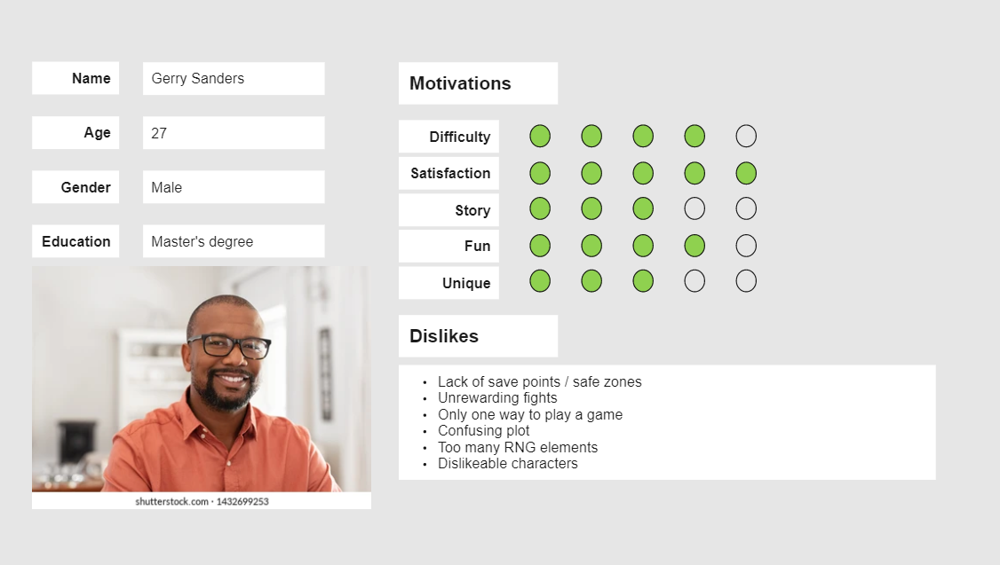 Name
Gerry Sanders
Age
27
Gender
Male
Education
Master's degree
shutterstock.com · 1432699253
Motivations
Difficulty
Satisfaction
Story
Fun
Unique
Dislikes
• Lack of save points / safe zones
• Unrewarding fights
• Only one way to play a game
• Confusing plot
• Too many RNG elements
• Dislikeable characters